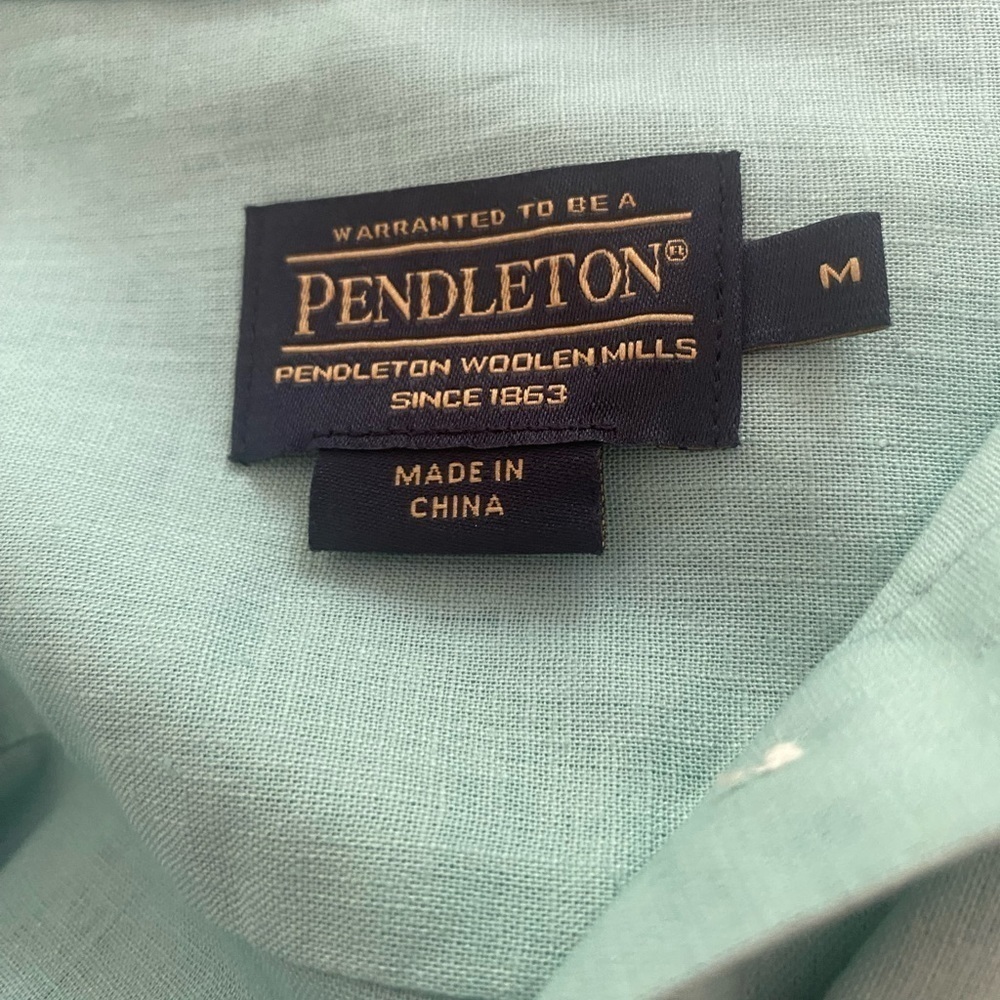 WARRANTED TO BE A
PENDLETON®
PENDLETON WOOLEN MILLS
SINCE 1863
M
MADE IN
CHINA